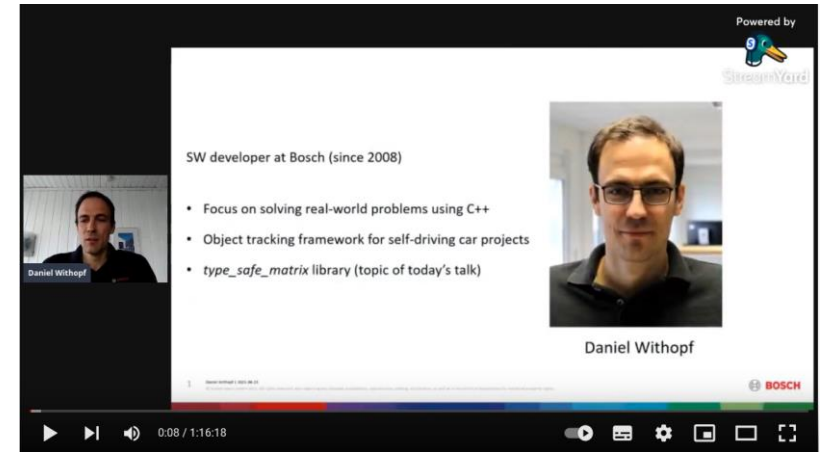 Powered by
StreamYard
SW developer at Bosch (since 2008)
• Focus on solving real-world problems using C++
• Object tracking framework for self-driving car projects
• type_safe_matrix library (topic of today's talk)
Daniel Withopf
Daniel Withopf
1
BOSCH
0:08 / 1:16:18